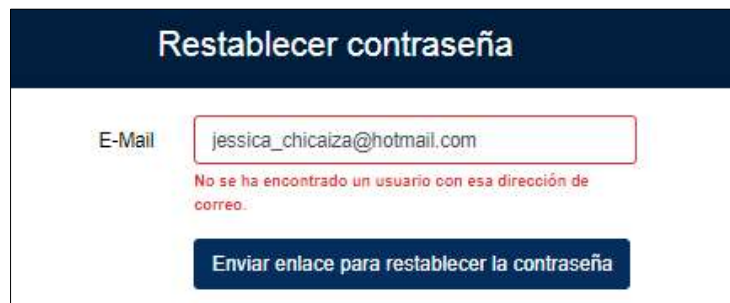 Restablecer contraseña
E-Mail
jessica_chicaiza@hotmail.com
No se ha encontrado un usuario con esa dirección de
correo.
Enviar enlace para restablecer la contraseña